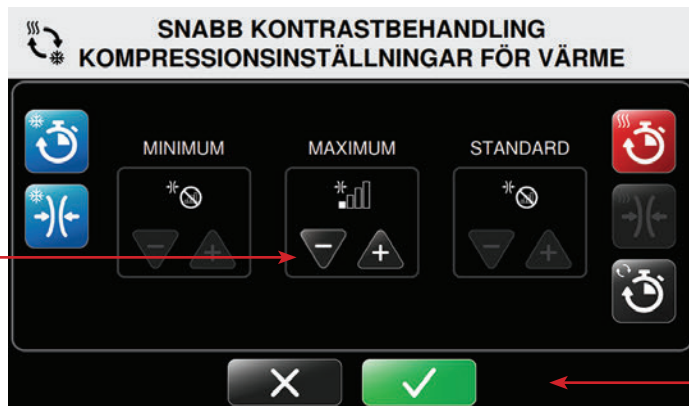 SNABB KONTRASTBEHANDLING
KOMPRESSIONSINSTÄLLNINGAR FÖR VÄRME
MINIMUM MAXIMUM STANDARD